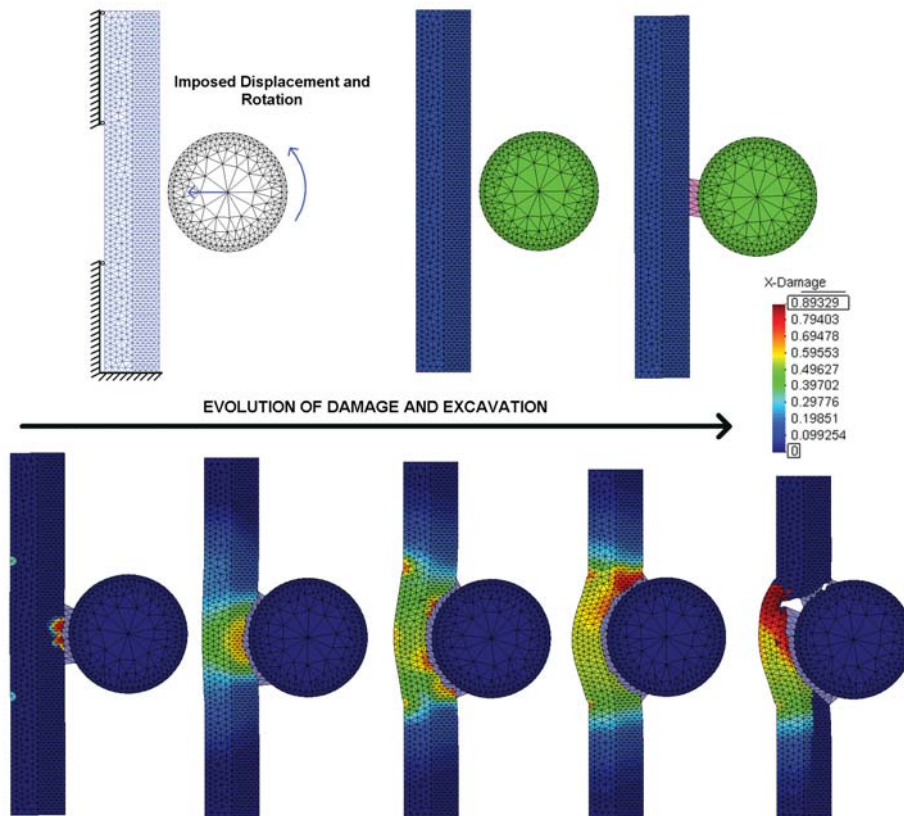 Imposed Displacement and
Rotation
X-Damage
0.89329
0.79403
0.69478
0.59553
0.49627
0.39702
0.29776
0.19851
0.099254
0
EVOLUTION OF DAMAGE AND EXCAVATION